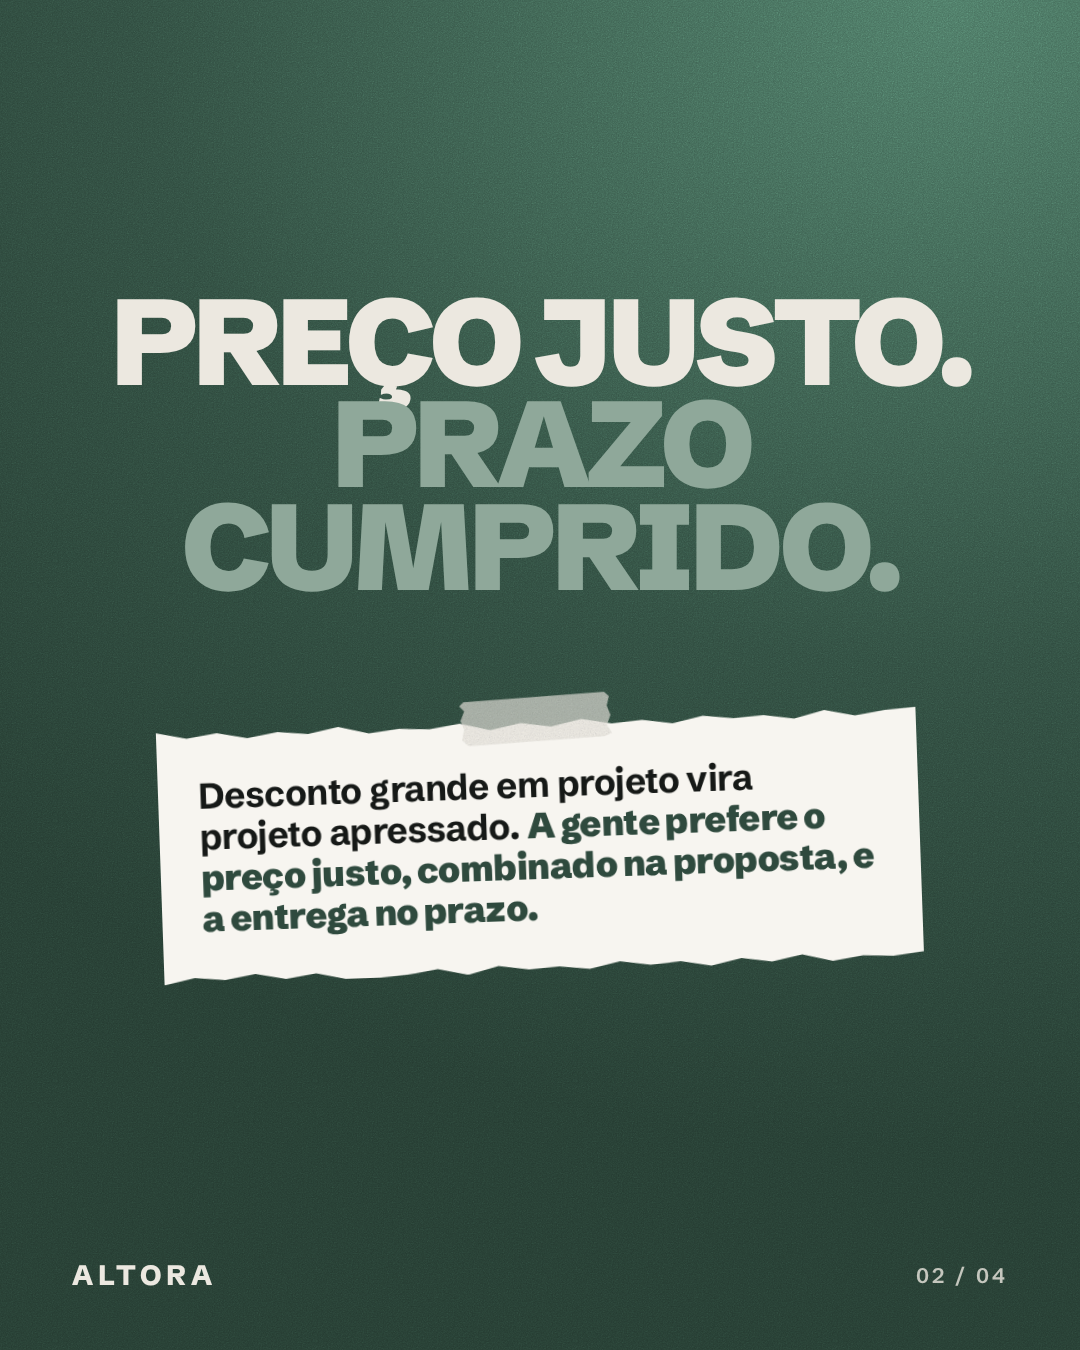 PREÇO JUSTO.
PRAZO
CUMPRIDO.
Desconto grande em projeto vira
projeto apressado. A gente prefere o
preço justo, combinado na proposta, e
a entrega no prazo.
ALTORA
02 / 04